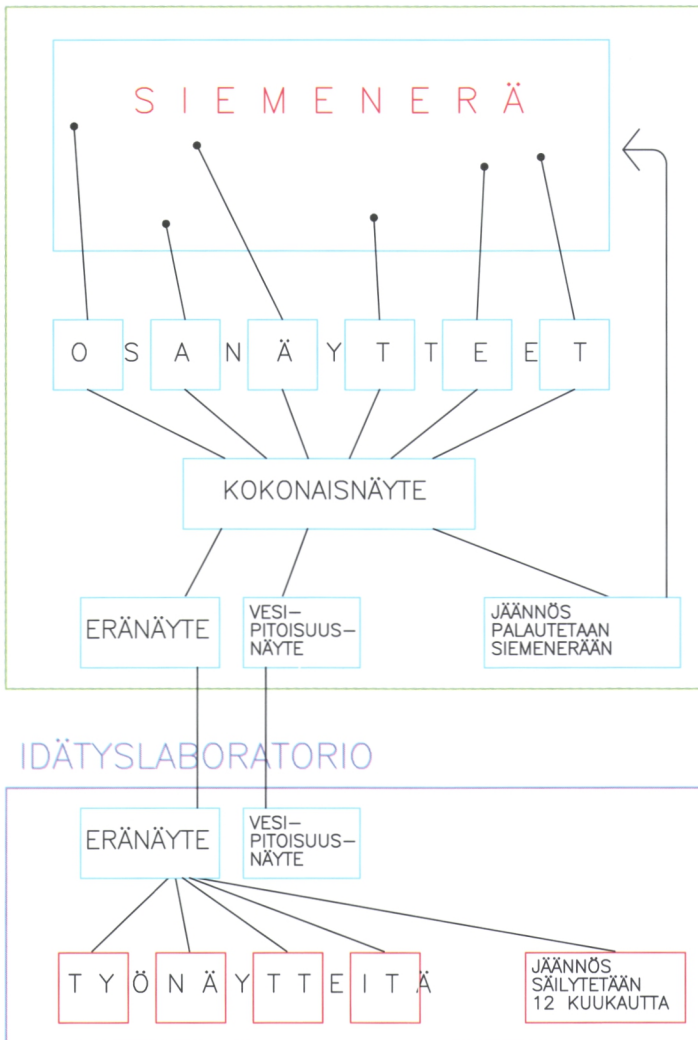 SIEMENERÄ
OSANÄYTTEET
KOKONAISNÄYTE
ERÄNÄYTE
VESI–
PITOISUUS–
NÄYTE
JÄÄNNÖS
PALAUTETAAN
SIEMENERÄÄN
IDÄTYSLABORATORIO
ERÄNÄYTE
VESI–
PITOISUUS–
NÄYTE
TYÖNÄYTTEITÄ
JÄÄNNÖS
SÄILYTETÄÄN
12 KUUKAUTTA